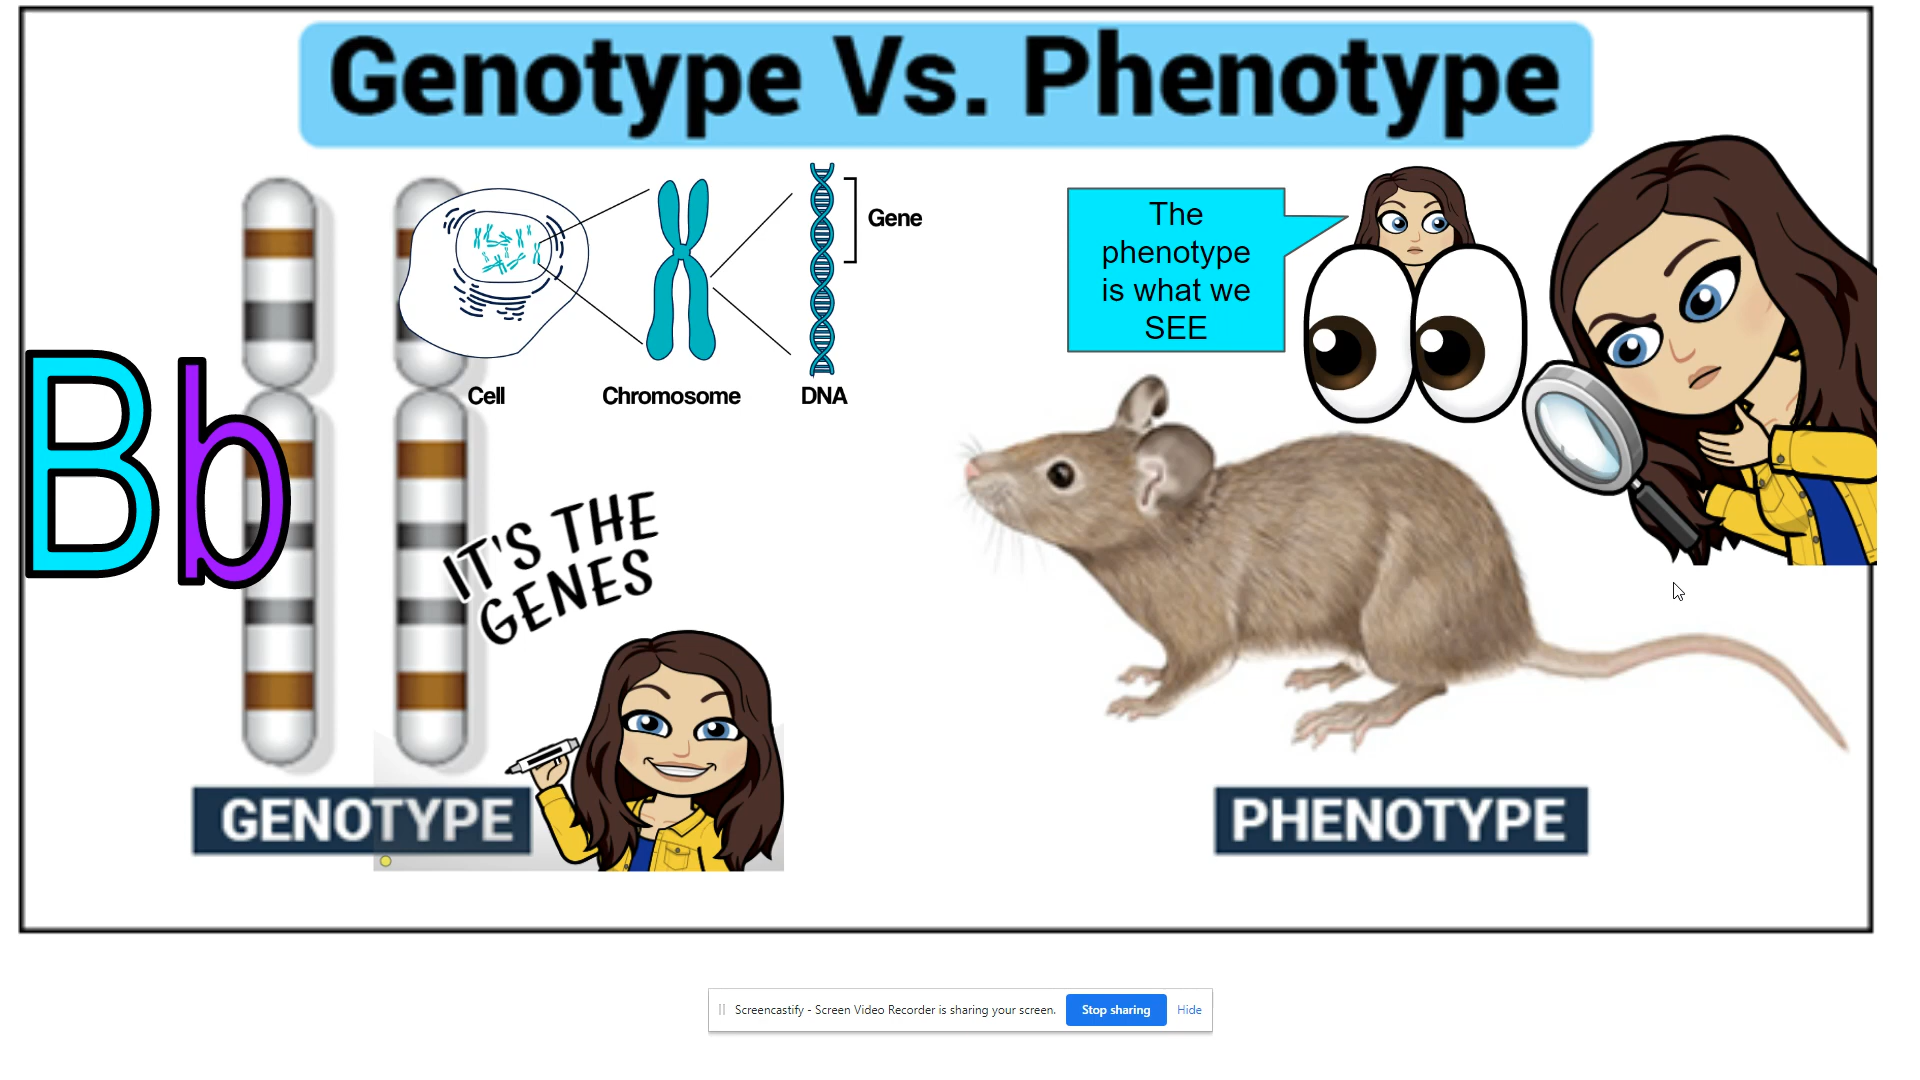 Genotype Vs. Phenotype
Gene
Cell
Chromosome
DNA
Bb
IT'S THE
GENES
GENOTYPE
The
phenotype
is what we
SEE
PHENOTYPE
Screencastify - Screen Video Recorder is sharing your screen.
Stop sharing
Hide